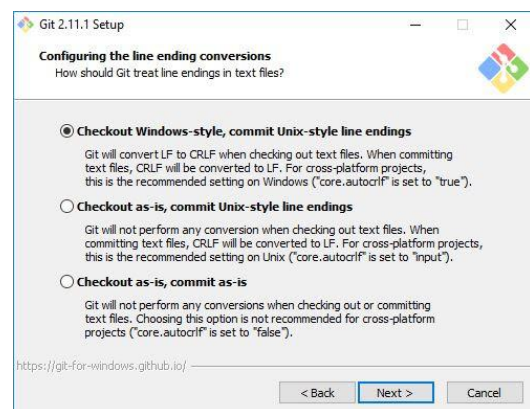 Git 2.11.1 Setup
Configuring the line ending conversions
How should Git treat line endings in text files?
Checkout Windows-style, commit Unix-style line endings
Git will convert LF to CRLF when checking out text files. When committing
text files, CRLF will be converted to LF. For cross-platform projects,
this is the recommended setting on Windows ("core.autocrlf" is set to "true").
Checkout as-is, commit Unix-style line endings
Git will not perform any conversion when checking out text files. When
committing text files, CRLF will be converted to LF. For cross-platform projects,
this is the recommended setting on Unix ("core.autocrlf" is set to "input").
Checkout as-is, commit as-is
Git will not perform any conversions when checking out or committing
text files. Choosing this option is not recommended for cross-platform
projects ("core.autocrlf" is set to "false").
https://git-for-windows.github.io/
< Back Next > Cancel